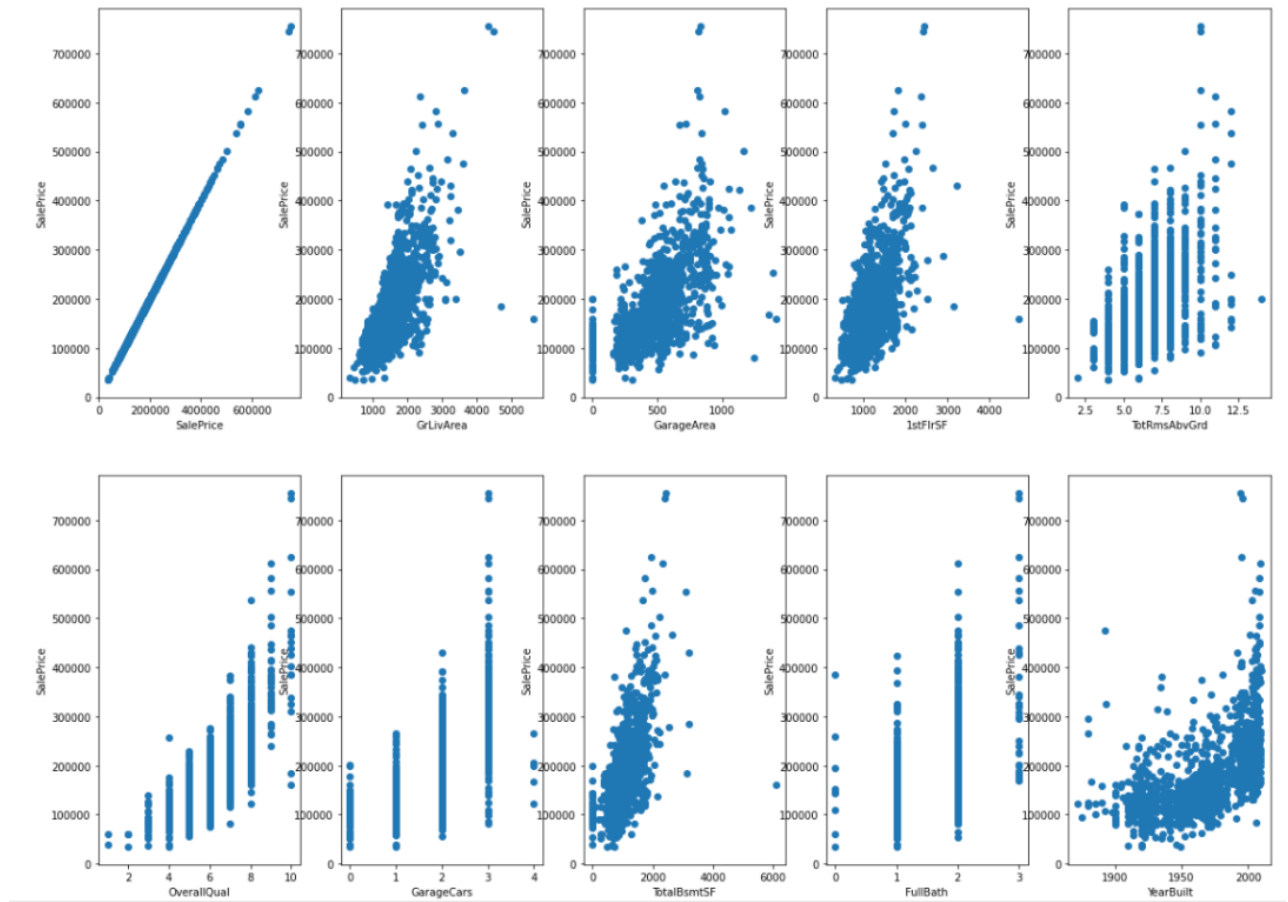 700000 700000 700000 700000 700000
600000 600000 600000 600000 600000
500000 500000 500000 500000 500000
400000 400000 400000 400000 400000
SalePrice SalePrice SalePrice SalePrice SalePrice
300000 300000 300000 300000 300000
200000 200000 200000 200000 200000
100000 100000 100000 100000 100000
0 0 0 0 0
0 200000 400000 600000 1000 2000 3000 4000 5000 0 500 1000 1000 2000 3000 4000 2.5 5.0 7.5 10.0 12.5
SalePrice GrLivArea GarageArea 1stFlrSF TotRmsAbvGrd
700000 700000 700000 700000 700000
600000 600000 600000 600000 600000
500000 500000 500000 500000 500000
400000 400000 400000 400000 400000
SalePrice SalePrice SalePrice SalePrice SalePrice
300000 300000 300000 300000 300000
200000 200000 200000 200000 200000
100000 100000 100000 100000 100000
0 0 0 0 0
2 4 6 8 10 0 1 2 3 4 0 2000 4000 6000 0 1 2 3 1900 1950 2000
OverallQual GarageCars TotalBsmtSF FullBath YearBuilt